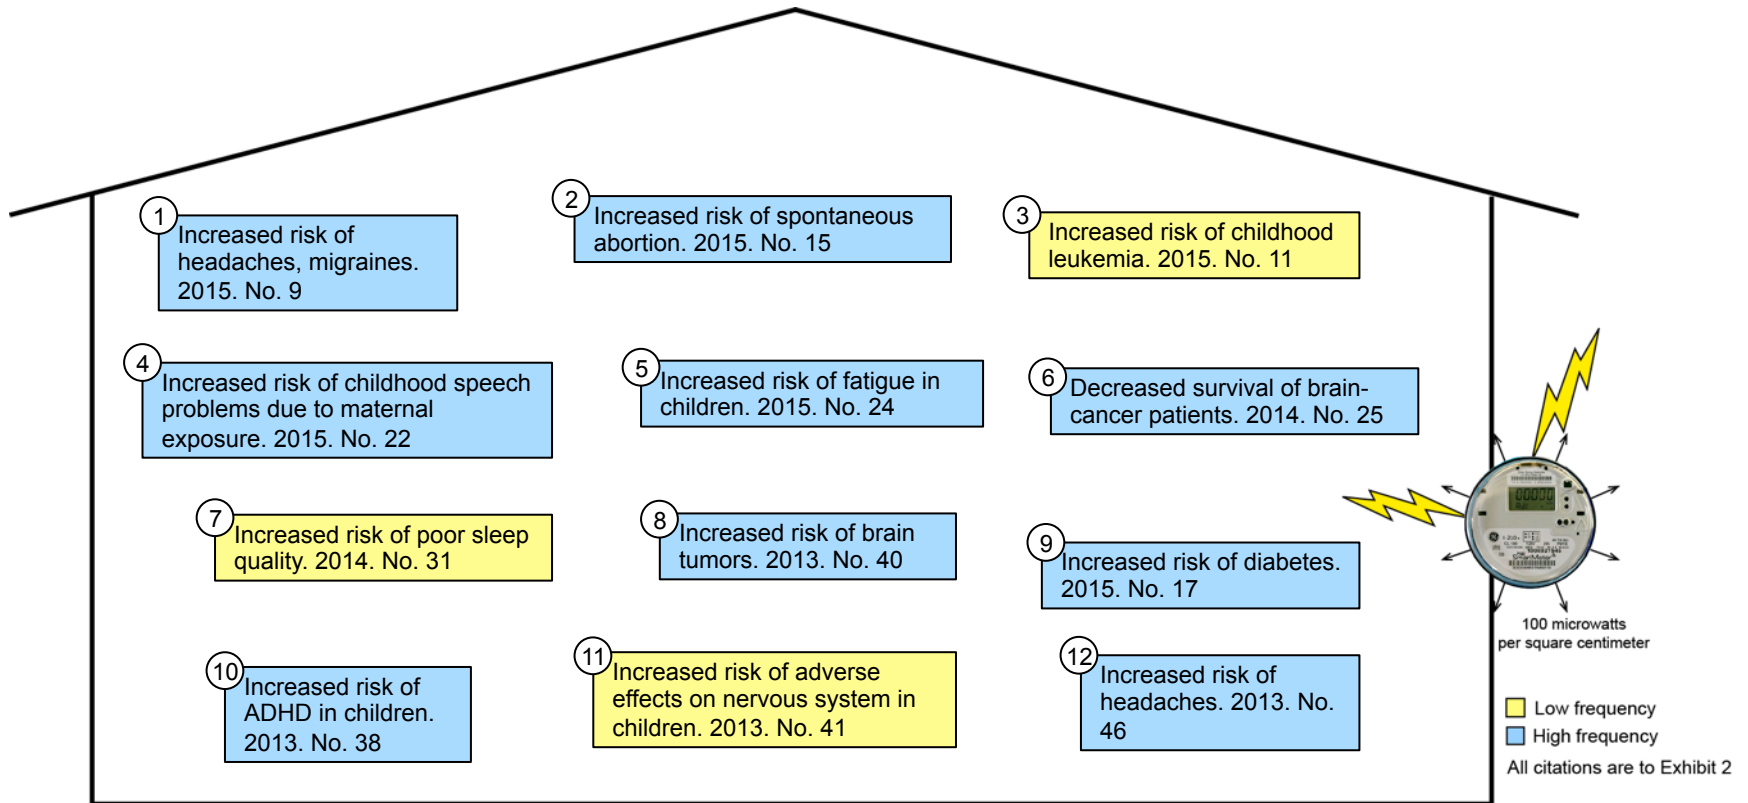 1
Increased risk of
headaches, migraines.
2015. No. 9
2
Increased risk of spontaneous
abortion. 2015. No. 15
3
Increased risk of childhood
leukemia. 2015. No. 11
4
Increased risk of childhood speech
problems due to maternal
exposure. 2015. No. 22
5
Increased risk of fatigue in
children. 2015. No. 24
6
Decreased survival of brain-
cancer patients. 2014. No. 25
7
Increased risk of poor sleep
quality. 2014. No. 31
8
Increased risk of brain
tumors. 2013. No. 40
9
Increased risk of diabetes.
2015. No. 17
10
Increased risk of
ADHD in children.
2013. No. 38
11
Increased risk of adverse
effects on nervous system in
children. 2013. No. 41
12
Increased risk of
headaches. 2013. No.
46
00000
SmartMeter
100 microwatts
per square centimeter
Low frequency
High frequency
All citations are to Exhibit 2